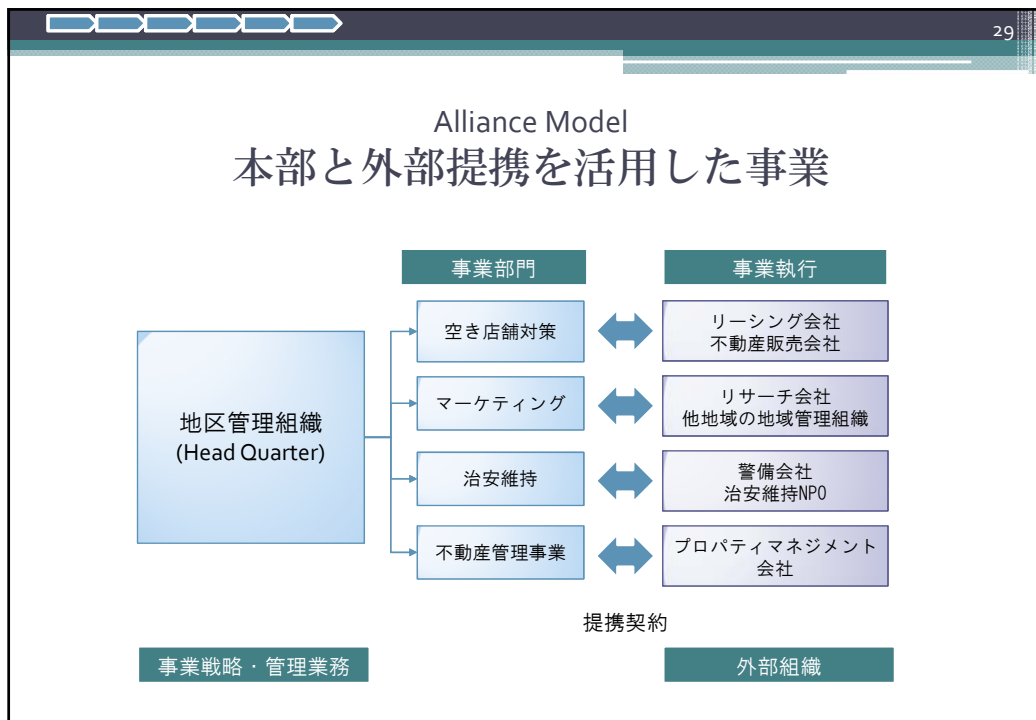 29
Alliance Model
本部と外部提携を活用した事業
事業部門
事業執行
地区管理組織
(Head Quarter)
空き店舗対策
リーシング会社
不動産販売会社
マーケティング
リサーチ会社
他地域の地域管理組織
治安維持
警備会社
治安維持NPO
不動産管理事業
プロパティマネジメント
会社
提携契約
事業戦略・管理業務
外部組織